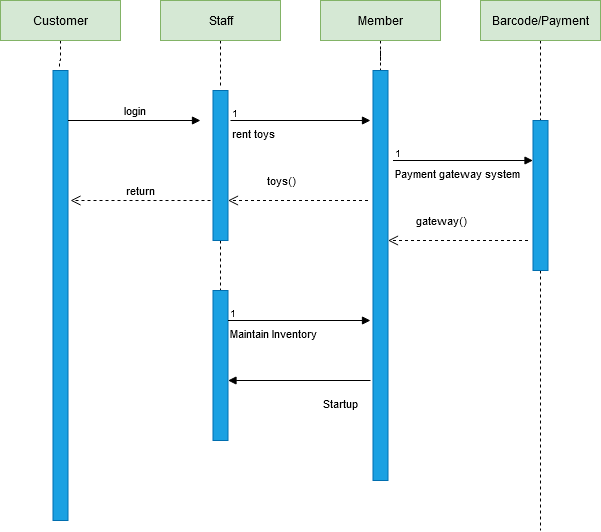 Customer
Staff
Member
Barcode/Payment
login
1
rent toys
1
Payment gateway system
toys()
return
gateway()
1
Maintain Inventory
Startup